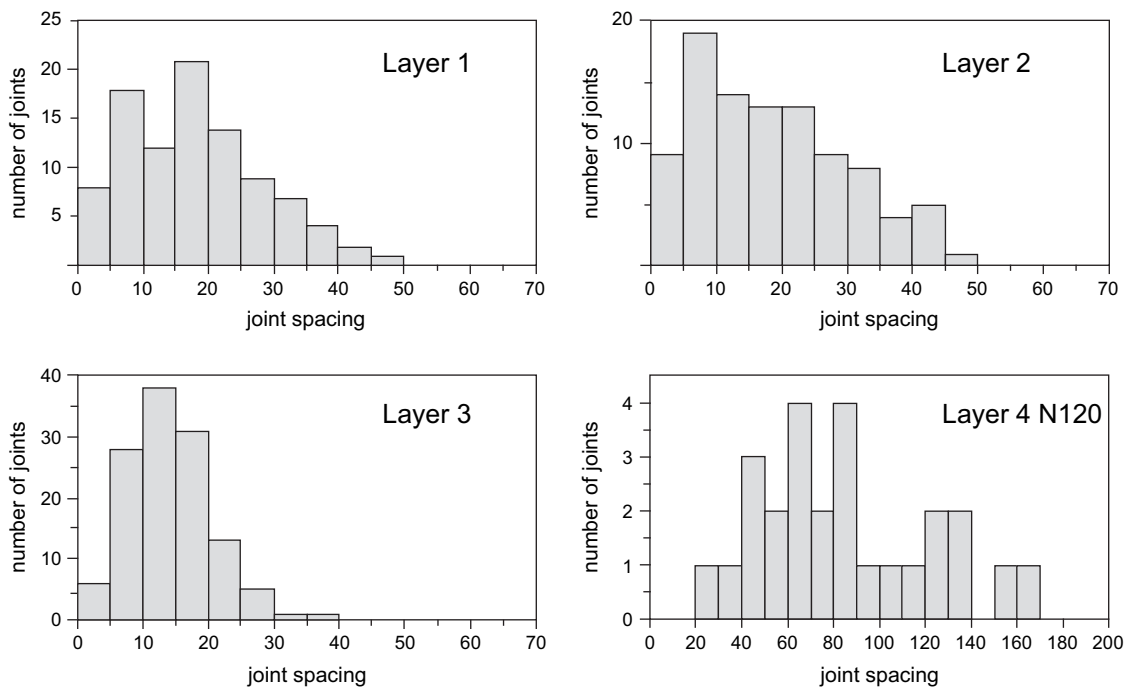 Layer 1
number of joints
25
20
15
10
5
0 10 20 30 40 50 60 70
joint spacing
Layer 2
number of joints
20
10
0 10 20 30 40 50 60 70
joint spacing
Layer 3
number of joints
40
30
20
10
0
0 10 20 30 40 50 60 70
joint spacing
Layer 4 N120
number of joints
4
3
2
1
0
0 20 40 60 80 100 120 140 160 180 200
joint spacing